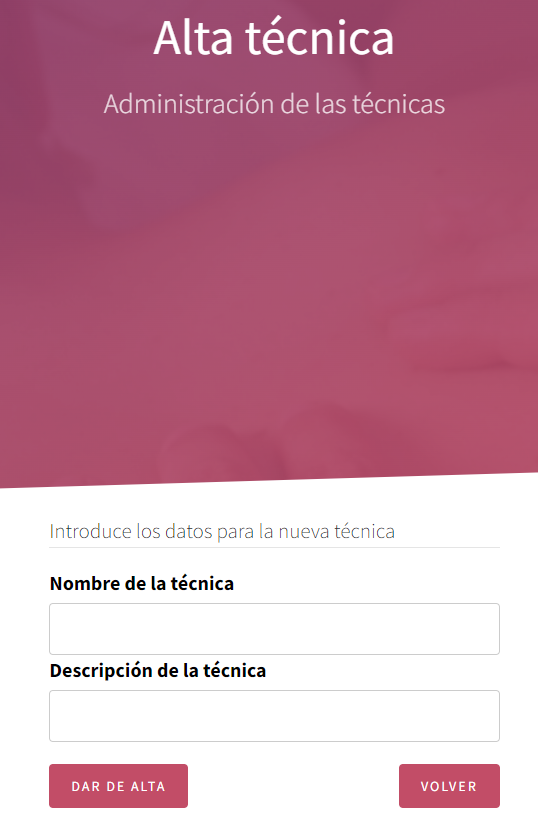 Alta técnica
Administración de las técnicas
Introduce los datos para la nueva técnica
Nombre de la técnica
Descripción de la técnica
DAR DE ALTA
VOLVER